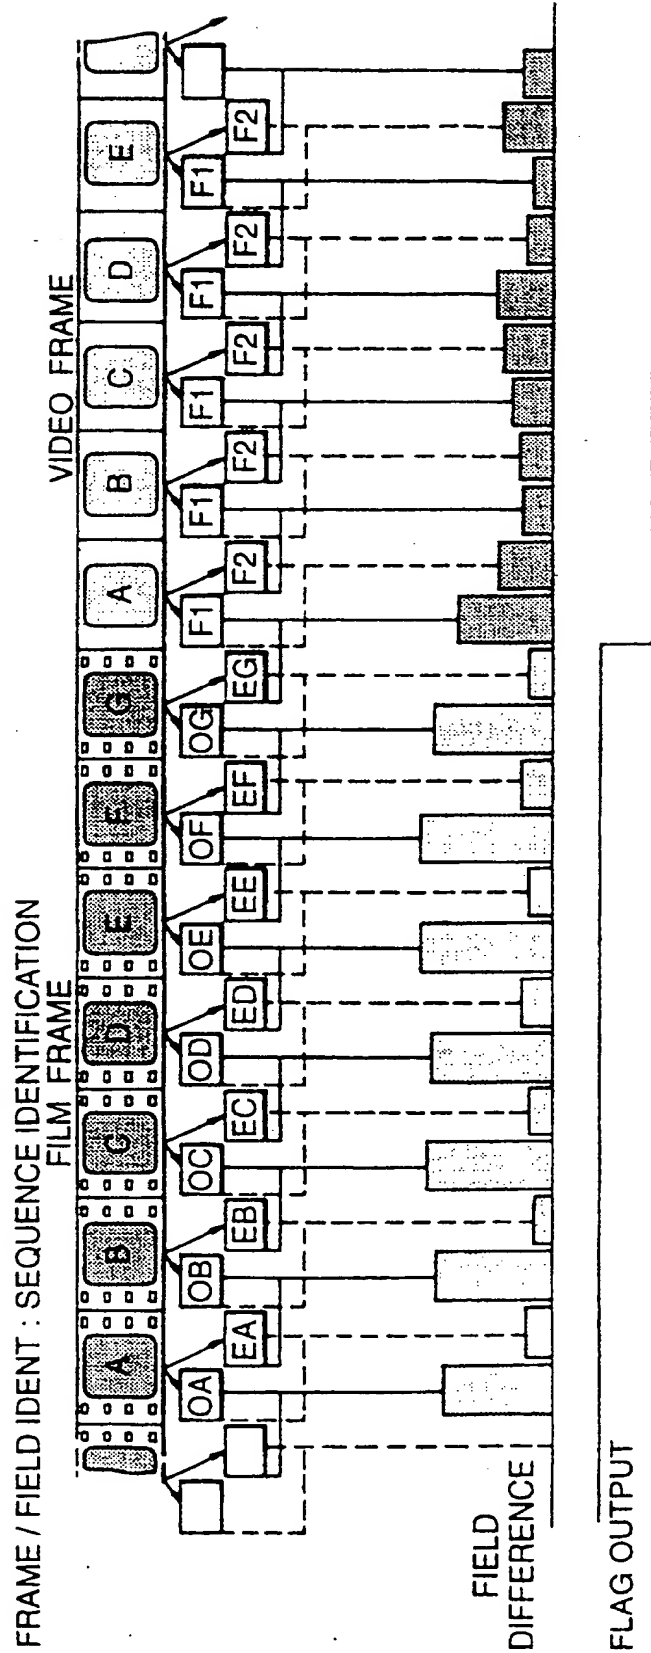 FRAME / FIELD IDENT : SEQUENCE IDENTIFICATION
FILM FRAME VIDEO FRAME
A B C D E F G A B C D E
OA OB OC OD OE OF OG F1 F1 F1 F1 F1
EA EB EC ED EE EF EG F2 F2 F2 F2 F2
FIELD
DIFFERENCE
FLAG OUTPUT